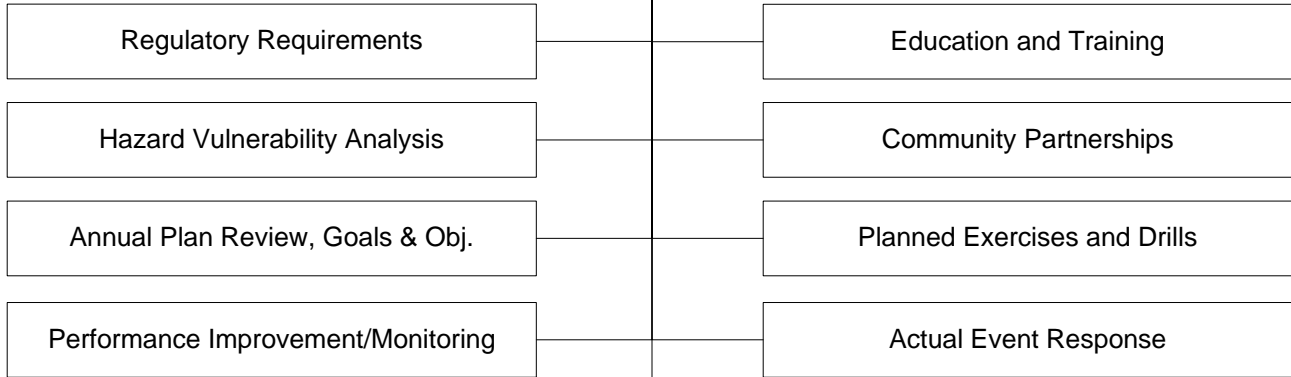 Regulatory Requirements
Education and Training
Hazard Vulnerability Analysis
Community Partnerships
Annual Plan Review, Goals & Obj.
Planned Exercises and Drills
Performance Improvement/Monitoring
Actual Event Response